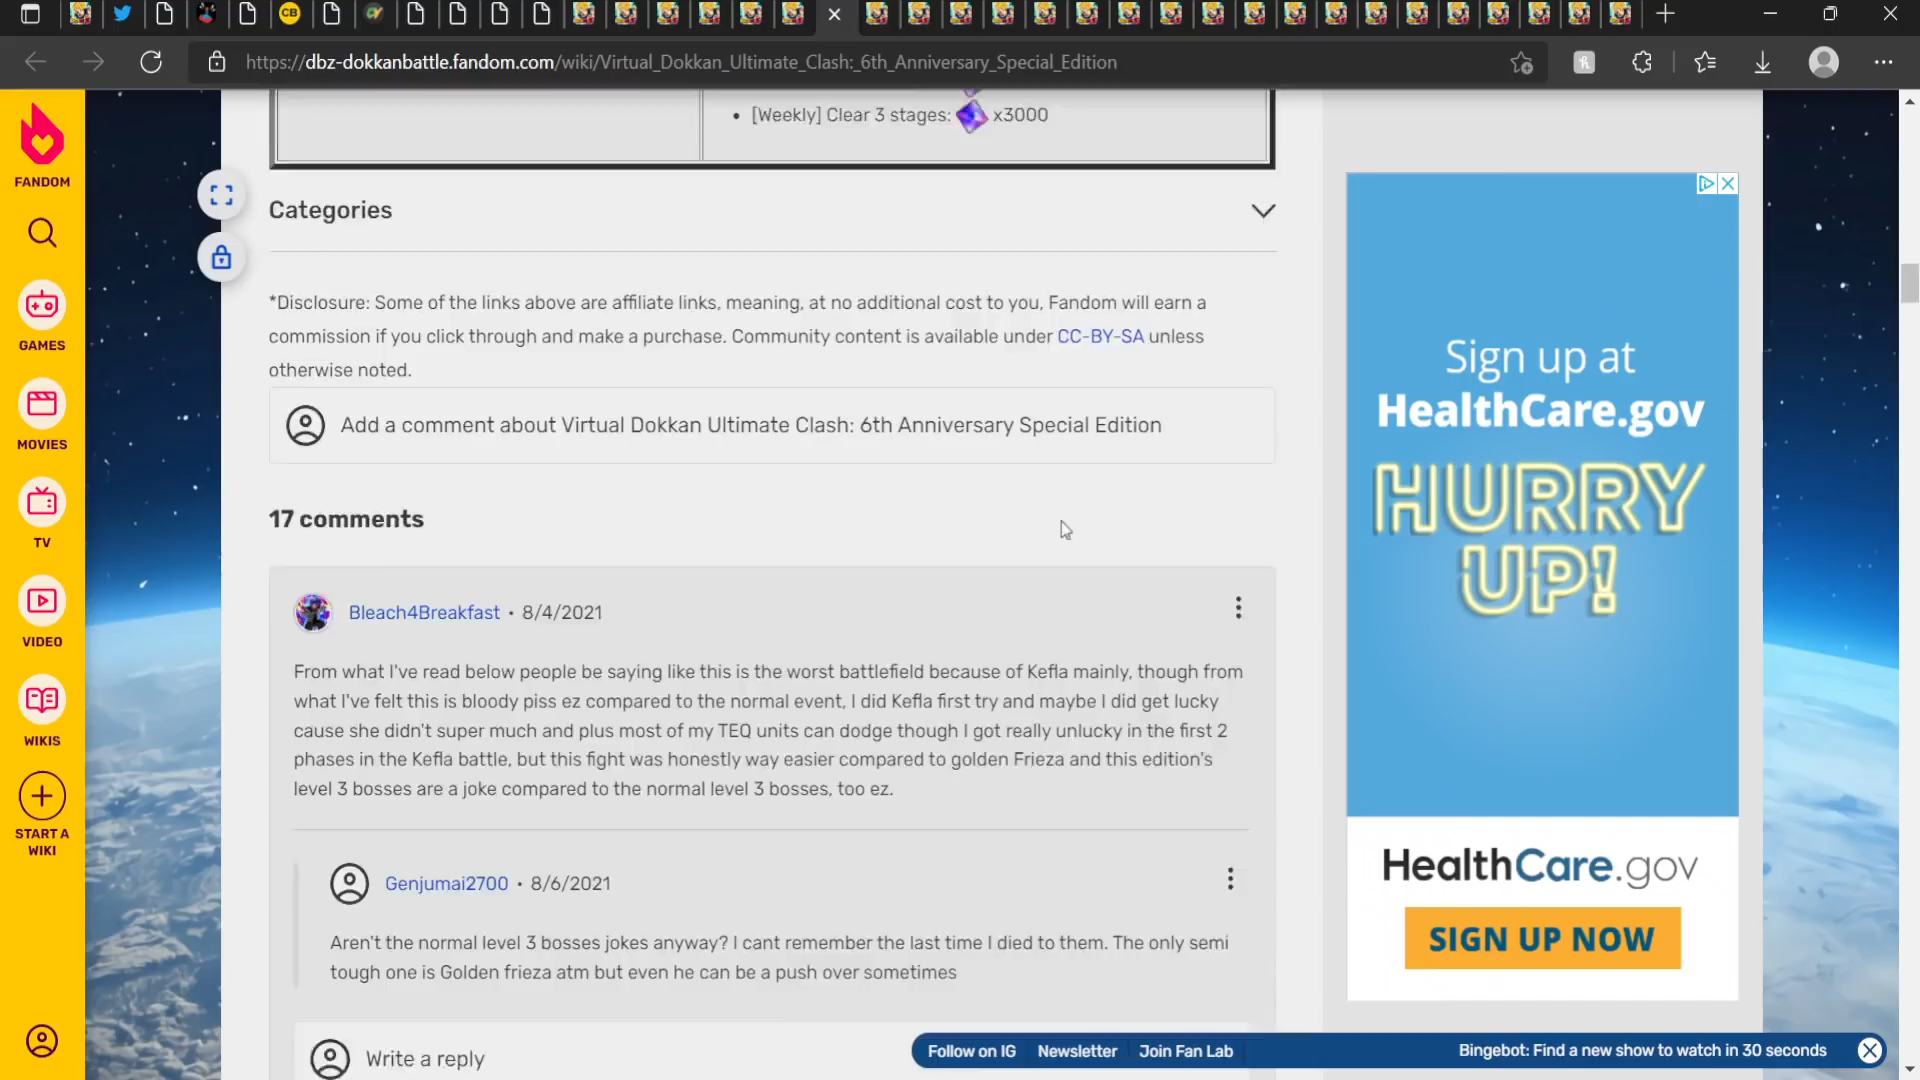 CB
https://dbz-dokkanbattle.fandom.com/wiki/Virtual_Dokkan_Ultimate_Clash:_6th_Anniversary_Special_Edition
FANDOM
GAMES
MOVIES
TV
VIDEO
WIKIS
START A
WIKI
• [Weekly] Clear 3 stages: x3000
Categories
*Disclosure: Some of the links above are affiliate links, meaning, at no additional cost to you, Fandom will earn a
commission if you click through and make a purchase. Community content is available under CC-BY-SA unless
otherwise noted.
Add a comment about Virtual Dokkan Ultimate Clash: 6th Anniversary Special Edition
17 comments
Bleach4Breakfast • 8/4/2021
From what I've read below people be saying like this is the worst battlefield because of Kefla mainly, though from
what I've felt this is bloody piss ez compared to the normal event, I did Kefla first try and maybe I did get lucky
cause she didn't super much and plus most of my TEQ units can dodge though I got really unlucky in the first 2
phases in the Kefla battle, but this fight was honestly way easier compared to golden Frieza and this edition's
level 3 bosses are a joke compared to the normal level 3 bosses, too ez.
Genjumai2700 • 8/6/2021
Aren't the normal level 3 bosses jokes anyway? I cant remember the last time I died to them. The only semi
tough one is Golden frieza atm but even he can be a push over sometimes
Write a reply
Sign up at
HealthCare.gov
HURRY
UP!
HealthCare.gov
SIGN UP NOW
Follow on IG Newsletter Join Fan Lab Bingebot: Find a new show to watch in 30 seconds